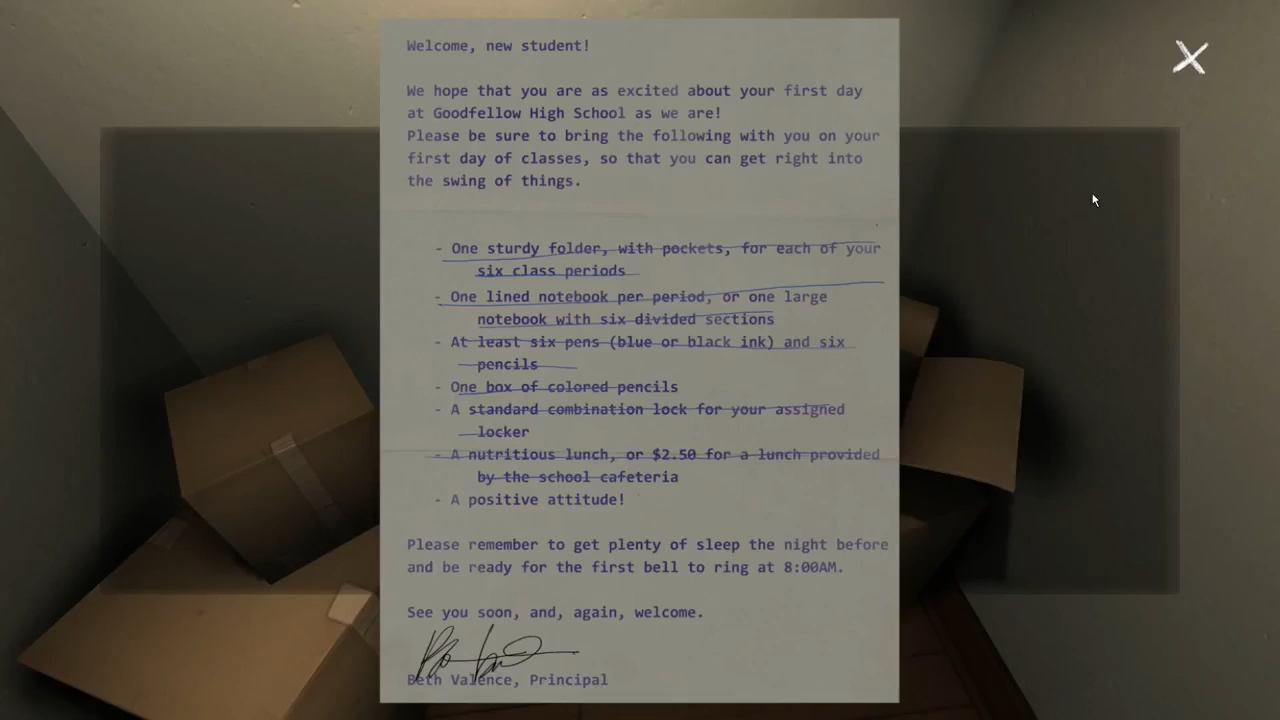 Welcome, new student!
We hope that you are as excited about your first day
at Goodfellow High School as we are!
Please be sure to bring the following with you on your
first day of classes, so that you can get right into
the swing of things.
- One sturdy folder, with pockets, for each of your
six class periods
- One lined notebook per period, or one large
notebook with six divided sections
- At least six pens (blue or black ink) and six
pencils
- One box of colored pencils
- A standard combination lock for your assigned
locker
- A nutritious lunch, or $2.50 for a lunch provided
by the school cafeteria
- A positive attitude!
Please remember to get plenty of sleep the night before
and be ready for the first bell to ring at 8:00AM.
See you soon, and, again, welcome.
Beth Valence, Principal